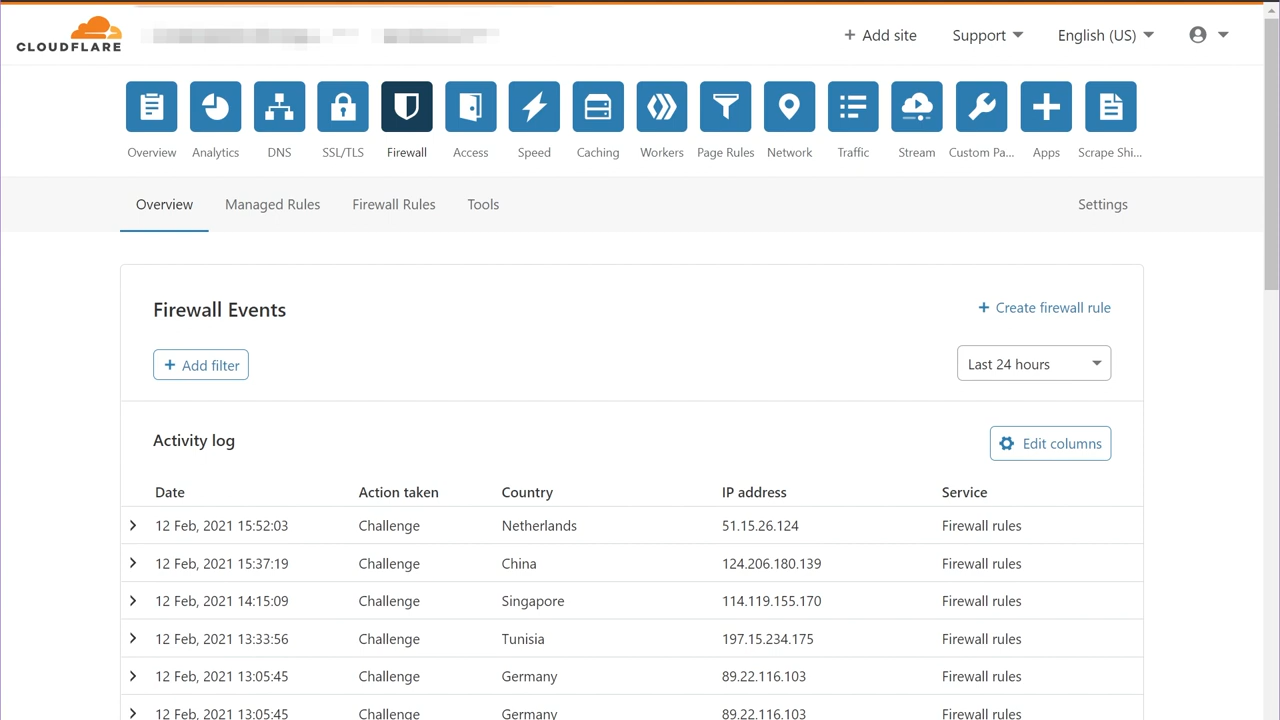 CLOUDFLARE
+ Add site Support English (US)
Overview Analytics DNS SSL/TLS Firewall Access Speed Caching Workers Page Rules Network Traffic Stream Custom Pa... Apps Scrape Shi...
Overview Managed Rules Firewall Rules Tools Settings
Firewall Events + Create firewall rule
+ Add filter Last 24 hours
Activity log Edit columns
Date Action taken Country IP address Service
12 Feb, 2021 15:52:03 Challenge Netherlands 51.15.26.124 Firewall rules
12 Feb, 2021 15:37:19 Challenge China 124.206.180.139 Firewall rules
12 Feb, 2021 14:15:09 Challenge Singapore 114.119.155.170 Firewall rules
12 Feb, 2021 13:33:56 Challenge Tunisia 197.15.234.175 Firewall rules
12 Feb, 2021 13:05:45 Challenge Germany 89.22.116.103 Firewall rules
12 Feb, 2021 13:05:45 Challenge Germany 89.22.116.103 Firewall rules